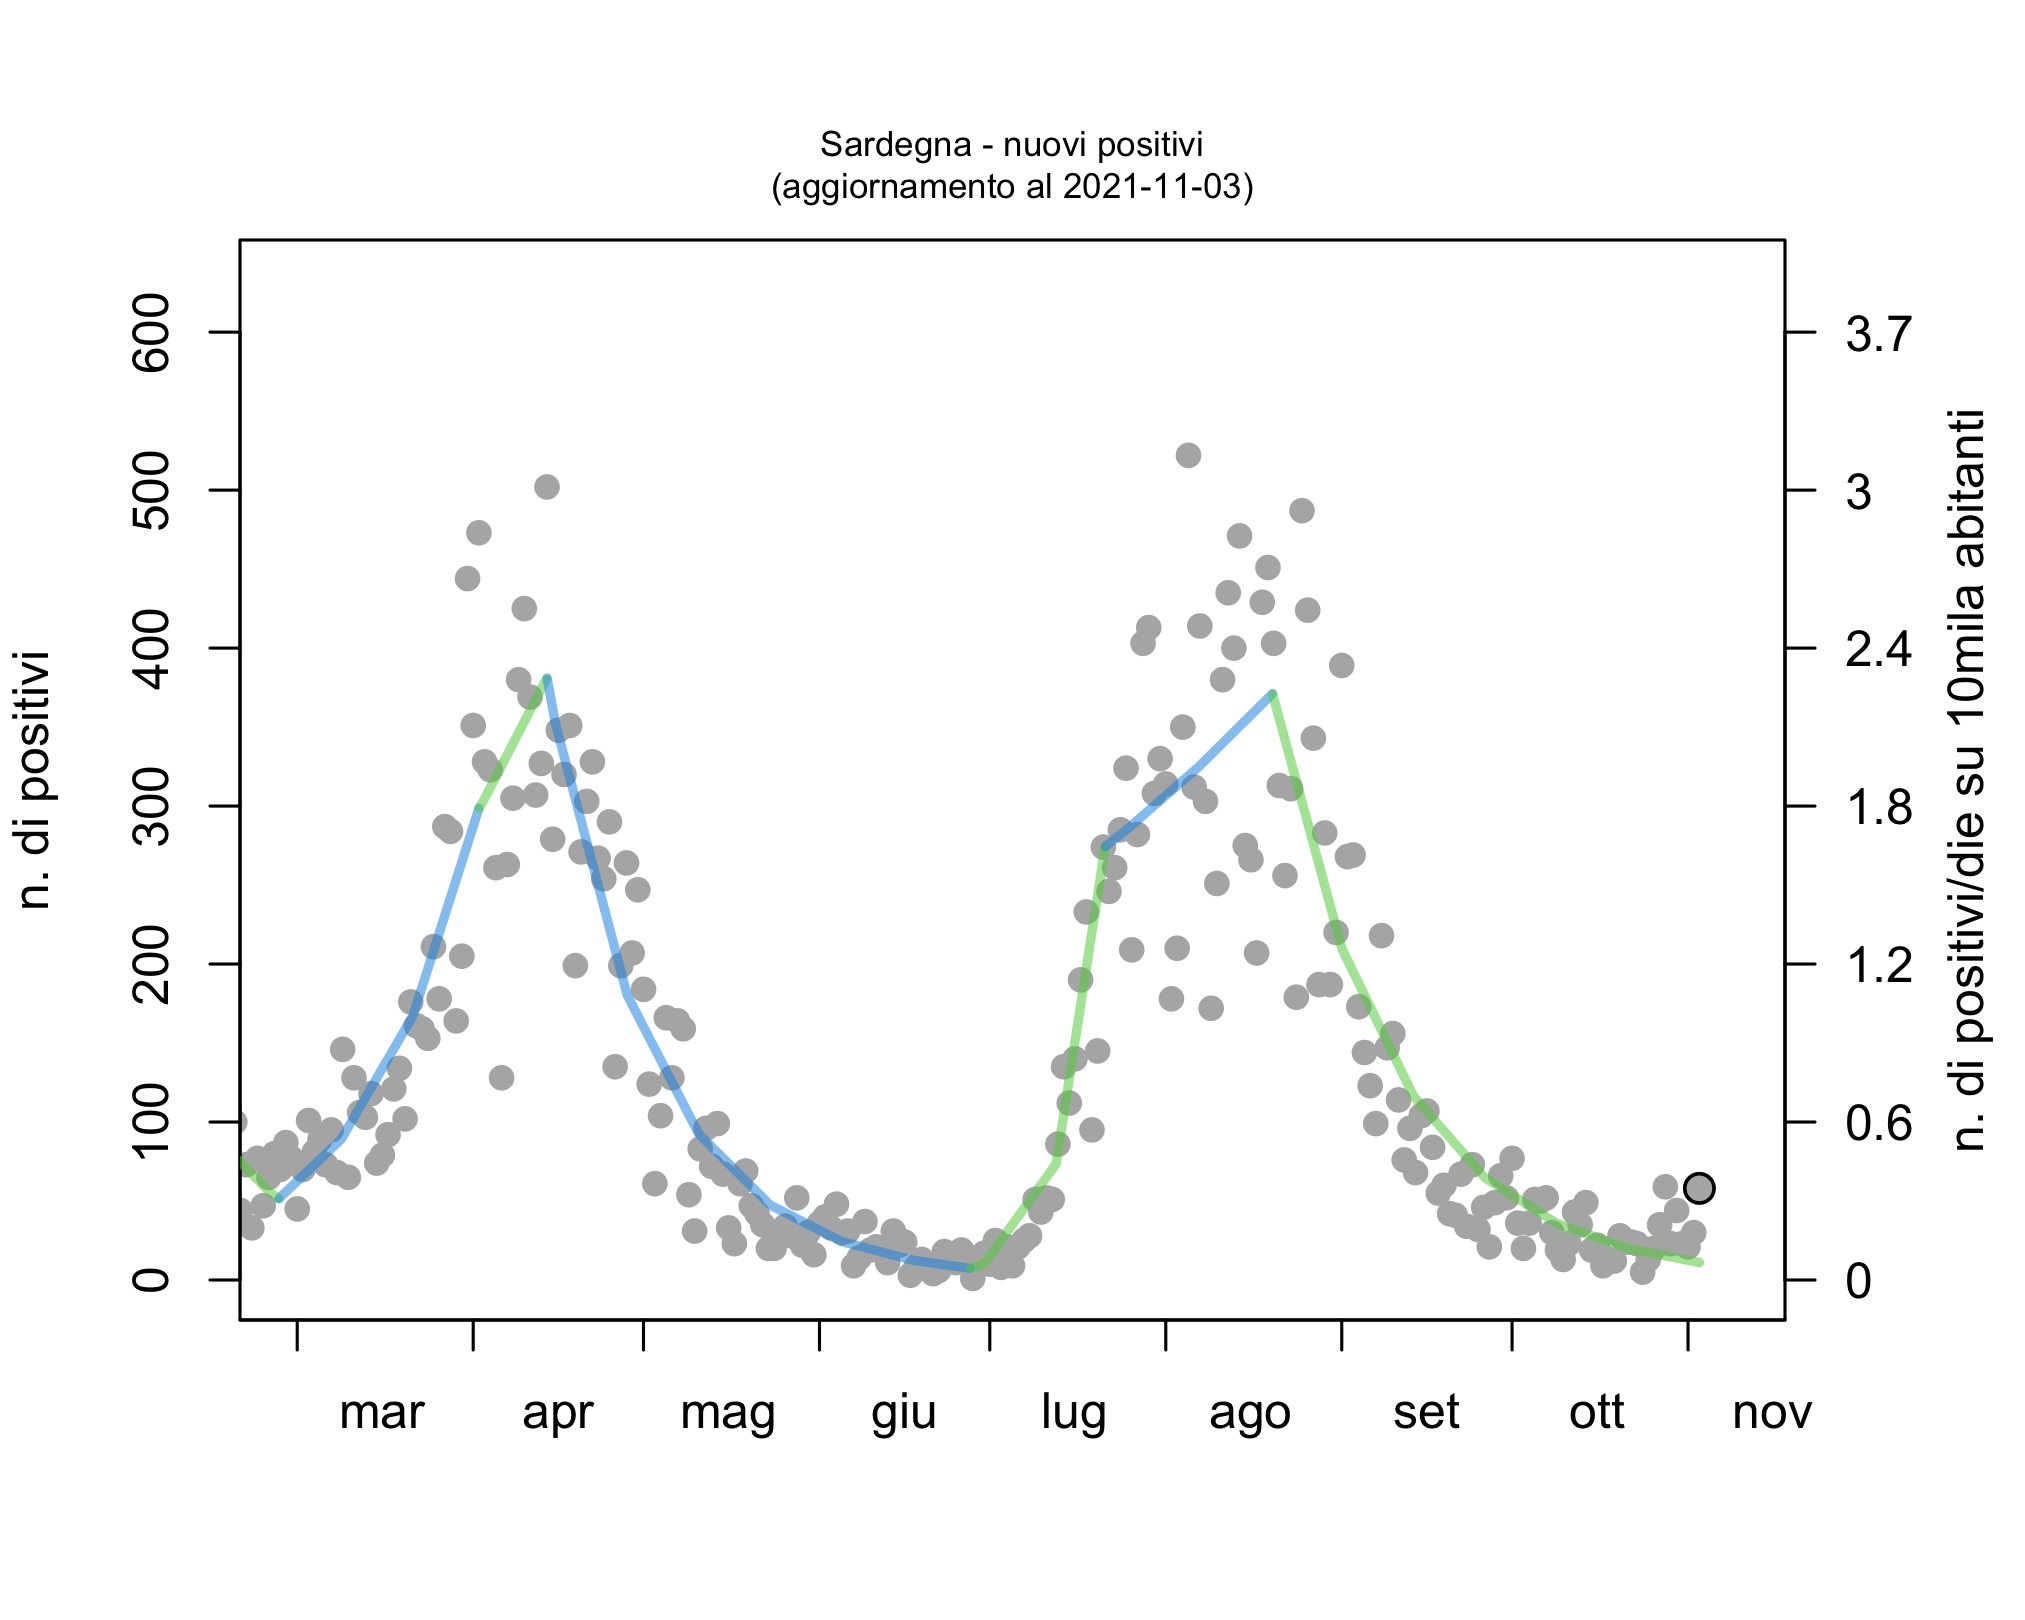 Sardegna - nuovi positivi
(aggiornamento al 2021-11-03)
n. di positivi
600
500
400
300
200
100
0
3.7
3
2.4
1.8
1.2
0.6
0
n. di positivi/die su 10mila abitanti
mar apr mag giu lug ago set ott nov